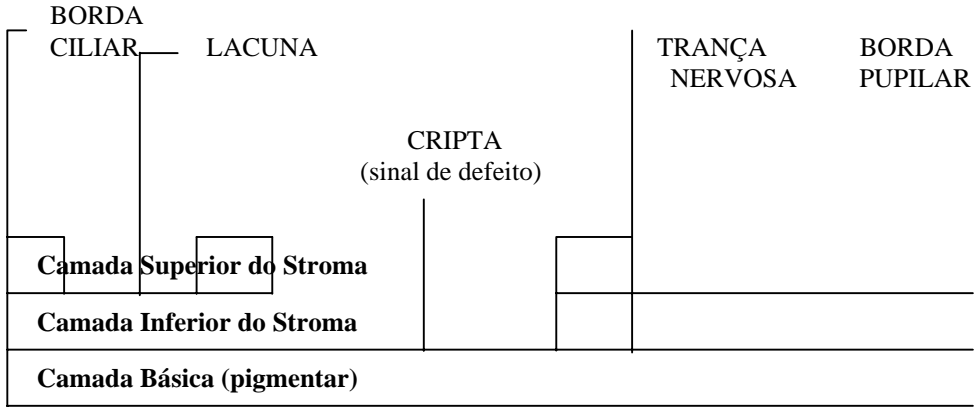 BORDA
CILIAR
LACUNA
TRANÇA
NERVOSA
BORDA
PUPILAR
CRIPTA
(sinal de defeito)
Camada Superior do Stroma
Camada Inferior do Stroma
Camada Básica (pigmentar)